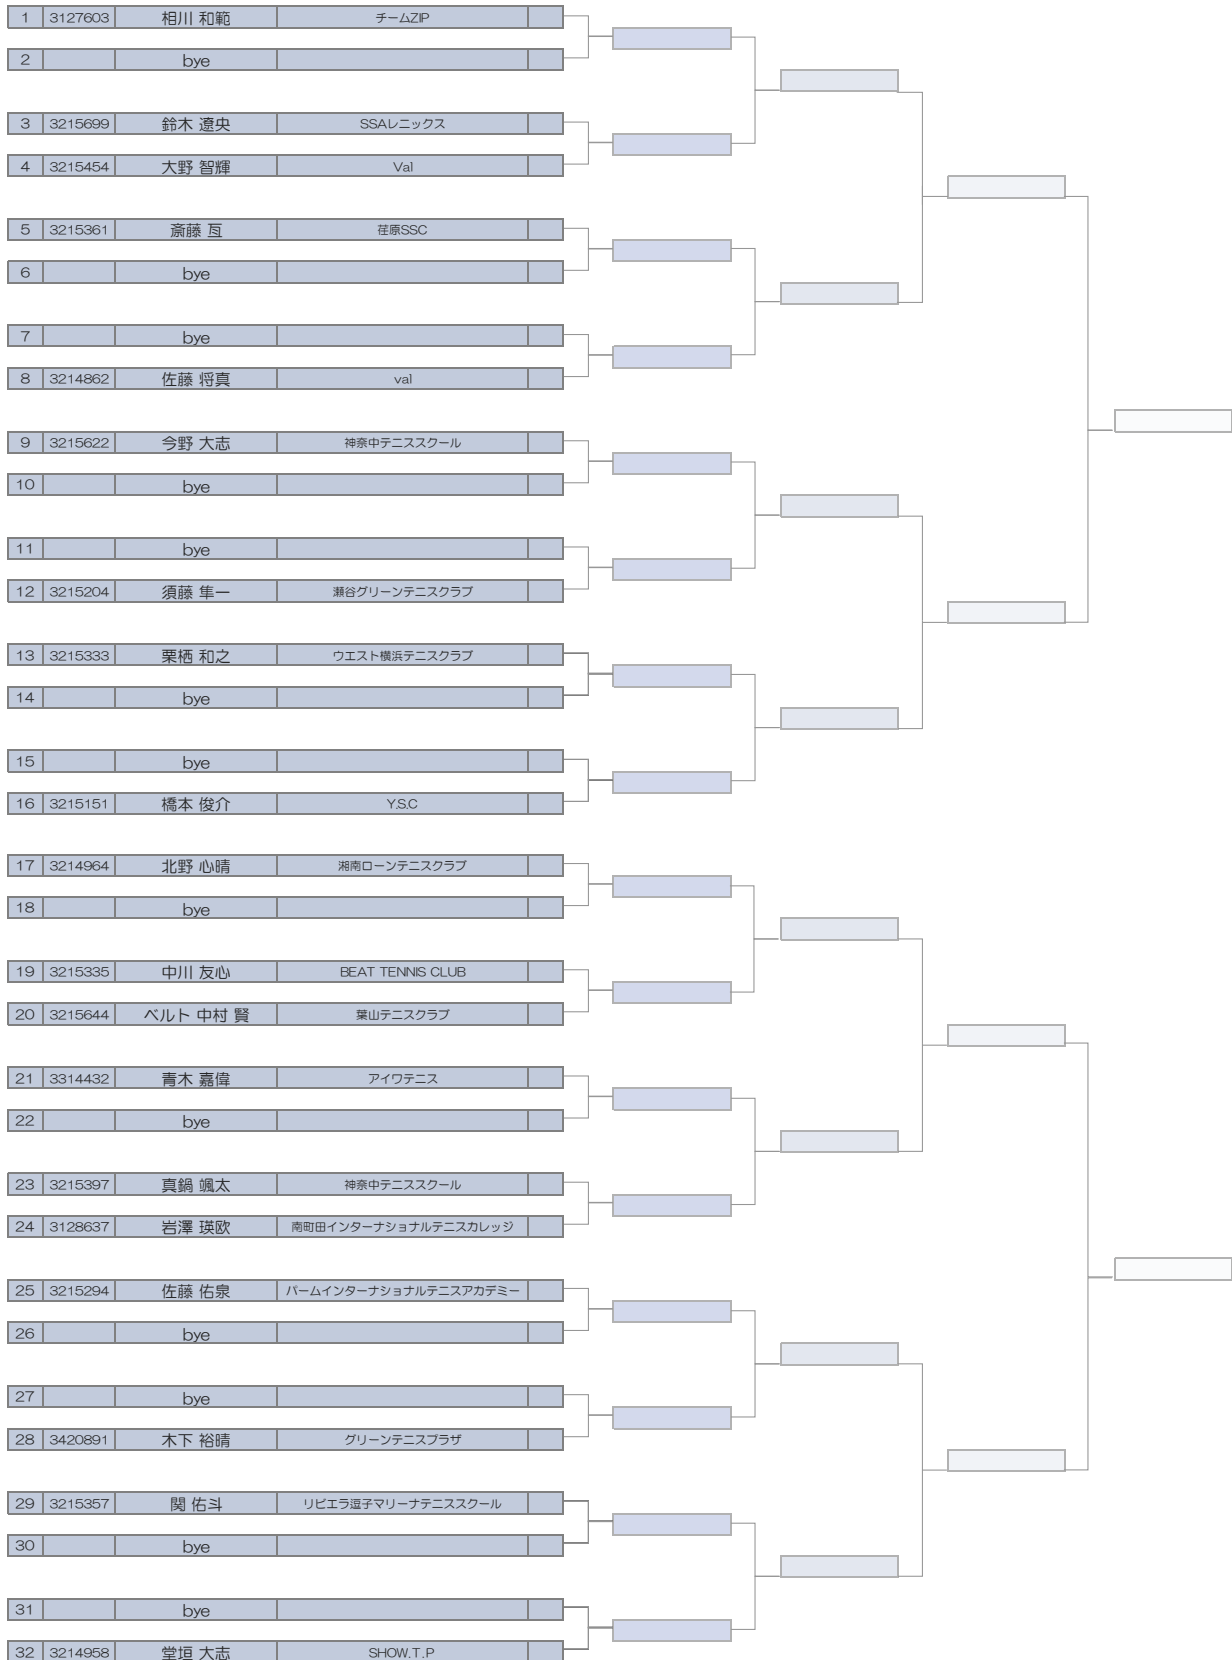 1 3127603 相川 和範 チームZIP
2 bye
3 3215699 鈴木 遼央 SSAレニックス
4 3215454 大野 智輝 Val
5 3215361 斎藤 亘 荏原SSC
6 bye
7 bye
8 3214862 佐藤 将真 val
9 3215622 今野 大志 神奈中テニススクール
10 bye
11 bye
12 3215204 須藤 隼一 瀬谷グリーンテニスクラブ
13 3215333 栗栖 和之 ウエスト横浜テニスクラブ
14 bye
15 bye
16 3215151 橋本 俊介 Y.S.C
17 3214964 北野 心晴 湘南ローンテニスクラブ
18 bye
19 3215335 中川 友心 BEAT TENNIS CLUB
20 3215644 ベルト 中村 賢 葉山テニスクラブ
21 3314432 青木 嘉偉 アイワテニス
22 bye
23 3215397 真鍋 颯太 神奈中テニススクール
24 3128637 岩澤 瑛欧 南町田インターナショナルテニスカレッジ
25 3215294 佐藤 佑泉 パームインターナショナルテニスアカデミー
26 bye
27 bye
28 3420891 木下 裕晴 グリーンテニスプラザ
29 3215357 関 佑斗 リビエラ逗子マリーナテニススクール
30 bye
31 bye
32 3214958 堂垣 大志 SHOW.T.P